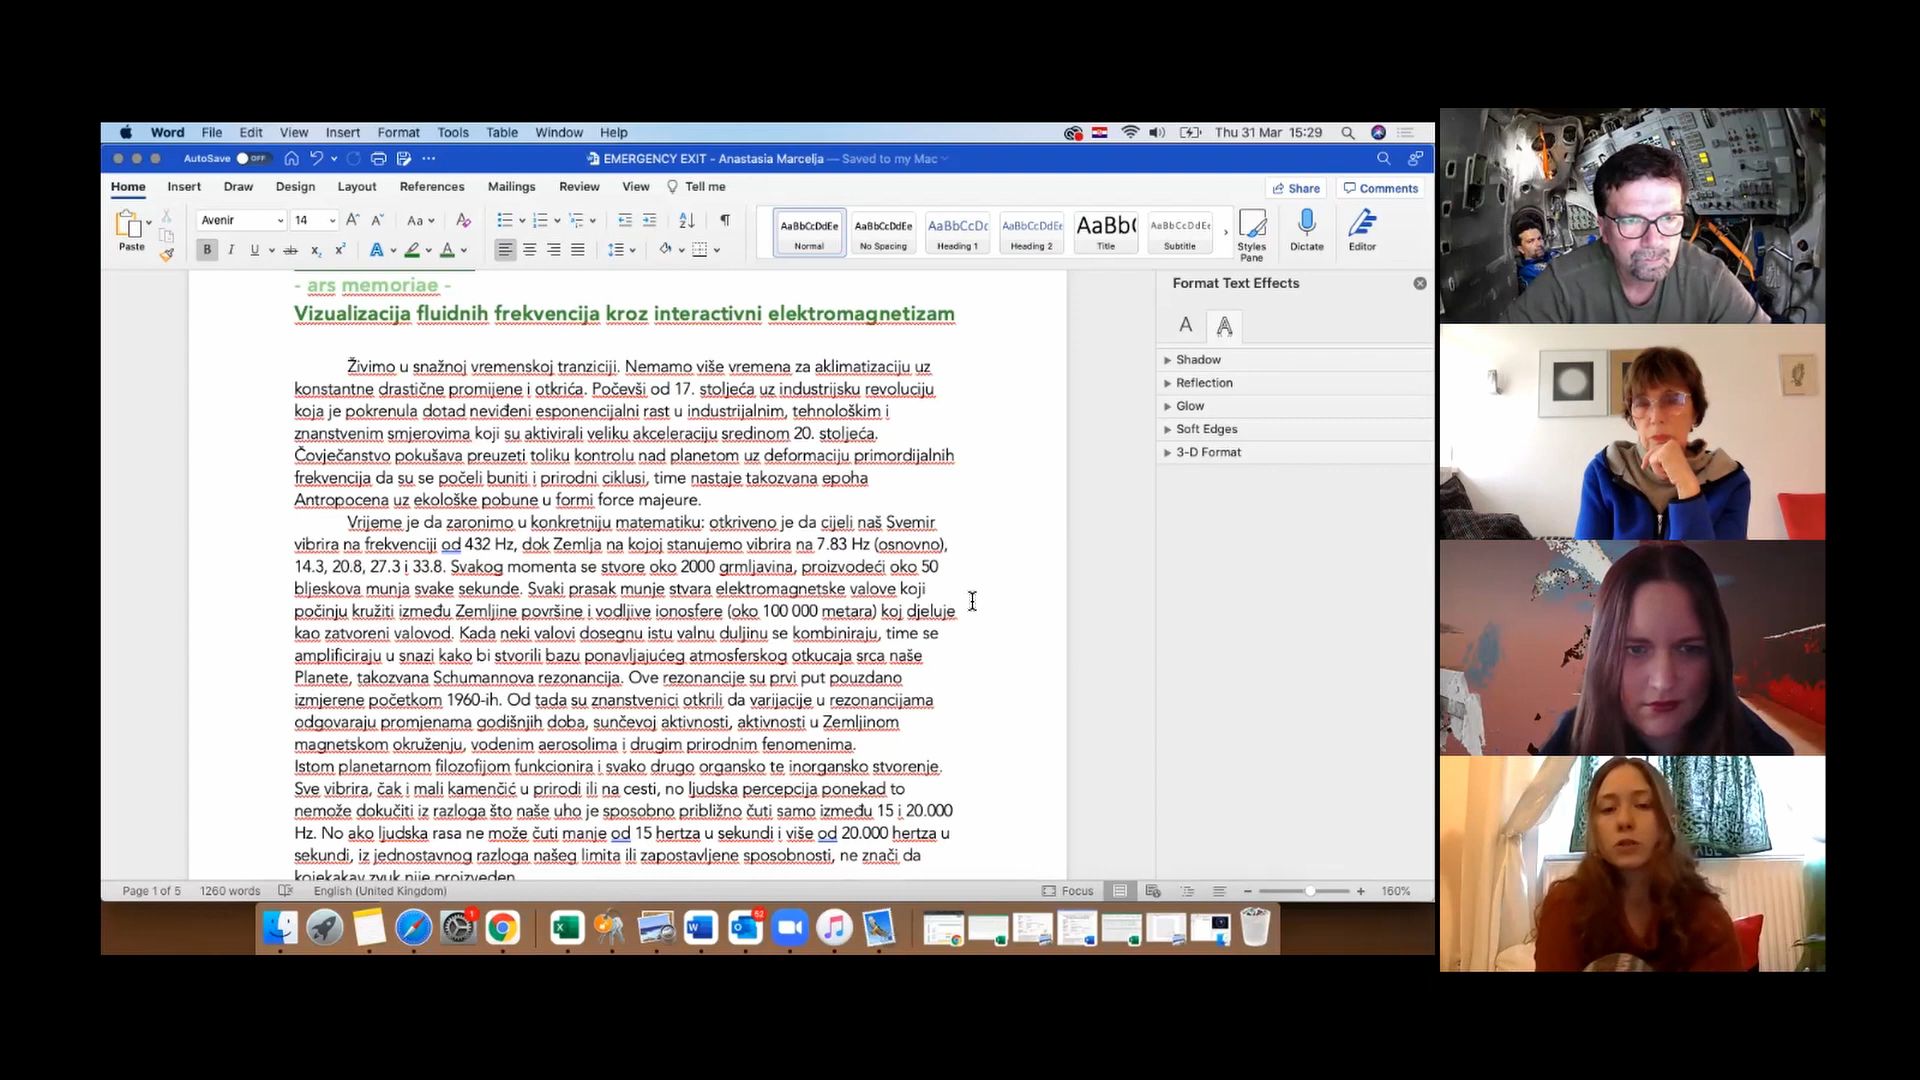 Word File Edit View Insert Format Tools Table Window Help Thu 31 Mar 15:29
AutoSave OFF EMERGENCY EXIT - Anastasia Marcelja — Saved to my Mac
Home Insert Draw Design Layout References Mailings Review View Tell me Share Comments
Paste Avenir 14 Aa
AaBbCcDdEe AaBbCcDdEe AaBbCcDc AaBbCcDdEe AaBb( AaBbCcDdEe
Normal No Spacing Heading 1 Heading 2 Title Subtitle Styles Pane Dictate Editor
- ars memoriae -
Vizualizacija fluidnih frekvencija kroz interactivni elektromagnetizam
Živimo u snažnoj vremenskoj tranziciji. Nemamo više vremena za aklimatizaciju uz
konstantne drastične promijene i otkrića. Počevši od 17. stoljeća uz industrijsku revoluciju
koja je pokrenula dotad neviđeni esponencijalni rast u industrijalnim, tehnološkim i
znanstvenim smjerovima koji su aktivirali veliku akceleraciju sredinom 20. stoljeća.
Čovječanstvo pokušava preuzeti toliku kontrolu nad planetom uz deformaciju primordijalnih
frekvencija da su se počeli buniti i prirodni ciklusi, time nastaje takozvana epoha
Antropocena uz ekološke pobune u formi force majeure.
Vrijeme je da zaronimo u konkretniju matematiku: otkriveno je da cijeli naš Svemir
vibrira na frekvenciji od 432 Hz, dok Zemlja na kojoj stanujemo vibrira na 7.83 Hz (osnovno),
14.3, 20.8, 27.3 i 33.8. Svakog momenta se stvore oko 2000 grmljavina, proizvodeći oko 50
bljeskova munja svake sekunde. Svaki prasak munje stvara elektromagnetske valove koji
počinju kružiti između Zemljine površine i vodljive ionosfere (oko 100 000 metara) koj djeluje
kao zatvoreni valovod. Kada neki valovi dosegnu istu valnu duljinu se kombiniraju, time se
amplificiraju u snazi kako bi stvorili bazu ponavljajućeg atmosferskog otkucaja srca naše
Planete, takozvana Schumannova rezonancija. Ove rezonancije su prvi put pouzdano
izmjerene početkom 1960-ih. Od tada su znanstvenici otkrili da varijacije u rezonancijama
odgovaraju promjenama godišnjih doba, sunčevoj aktivnosti, aktivnosti u Zemljinom
magnetskom okruženju, vodenim aerosolima i drugim prirodnim fenomenima.
Istom planetarnom filozofijom funkcionira i svako drugo organsko te inorgansko stvorenje.
Sve vibrira, čak i mali kamenčić u prirodi ili na cesti, no ljudska percepcija ponekad to
nemože dokučiti iz razloga što naše uho je sposobno približno čuti samo između 15 i 20.000
Hz. No ako ljudska rasa ne može čuti manje od 15 hertza u sekundi i više od 20.000 hertza u
sekundi, iz jednostavnog razloga našeg limita ili zapostavljene sposobnosti, ne znači da
kojekakav zvuk nije proizveden.
Format Text Effects
Shadow
Reflection
Glow
Soft Edges
3-D Format
Page 1 of 5 1260 words English (United Kingdom) Focus 160%